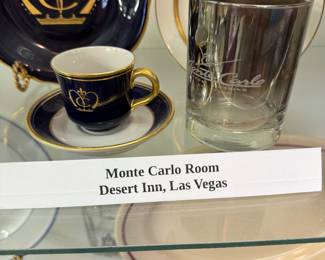 Monte Carlo
Monte Carlo Room
Desert Inn, Las Vegas